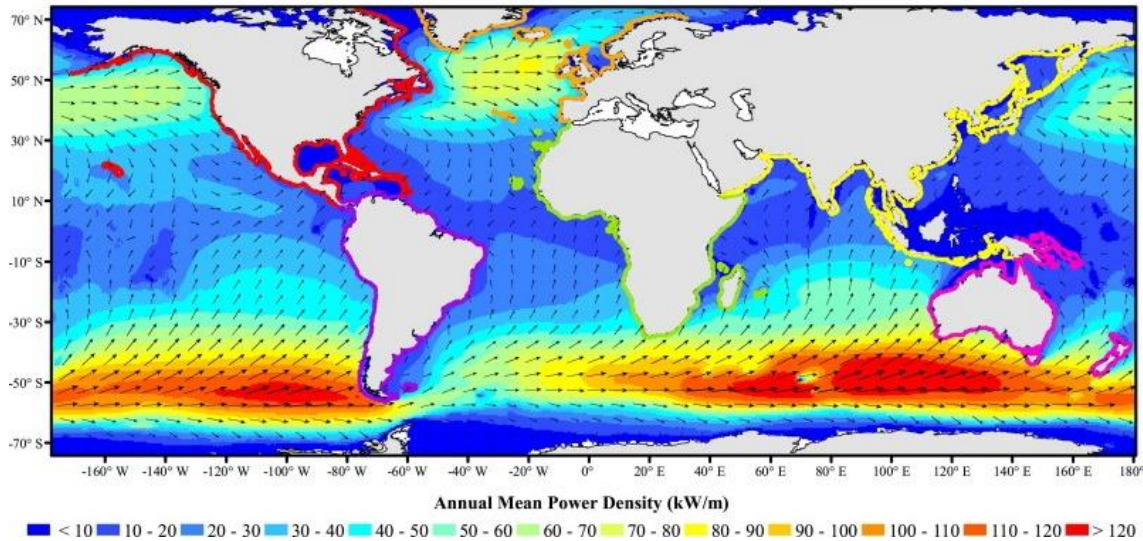 70° N
50° N
30° N
10° N
-10° S
-30° S
-50° S
-70° S
-160° W -140° W -120° W -100° W -80° W -60° W -40° W -20° W 0° 20° E 40° E 60° E 80° E 100° E 120° E 140° E 160° E 180° E
Annual Mean Power Density (kW/m)
< 10 10 - 20 20 - 30 30 - 40 40 - 50 50 - 60 60 - 70 70 - 80 80 - 90 90 - 100 100 - 110 110 - 120 > 120